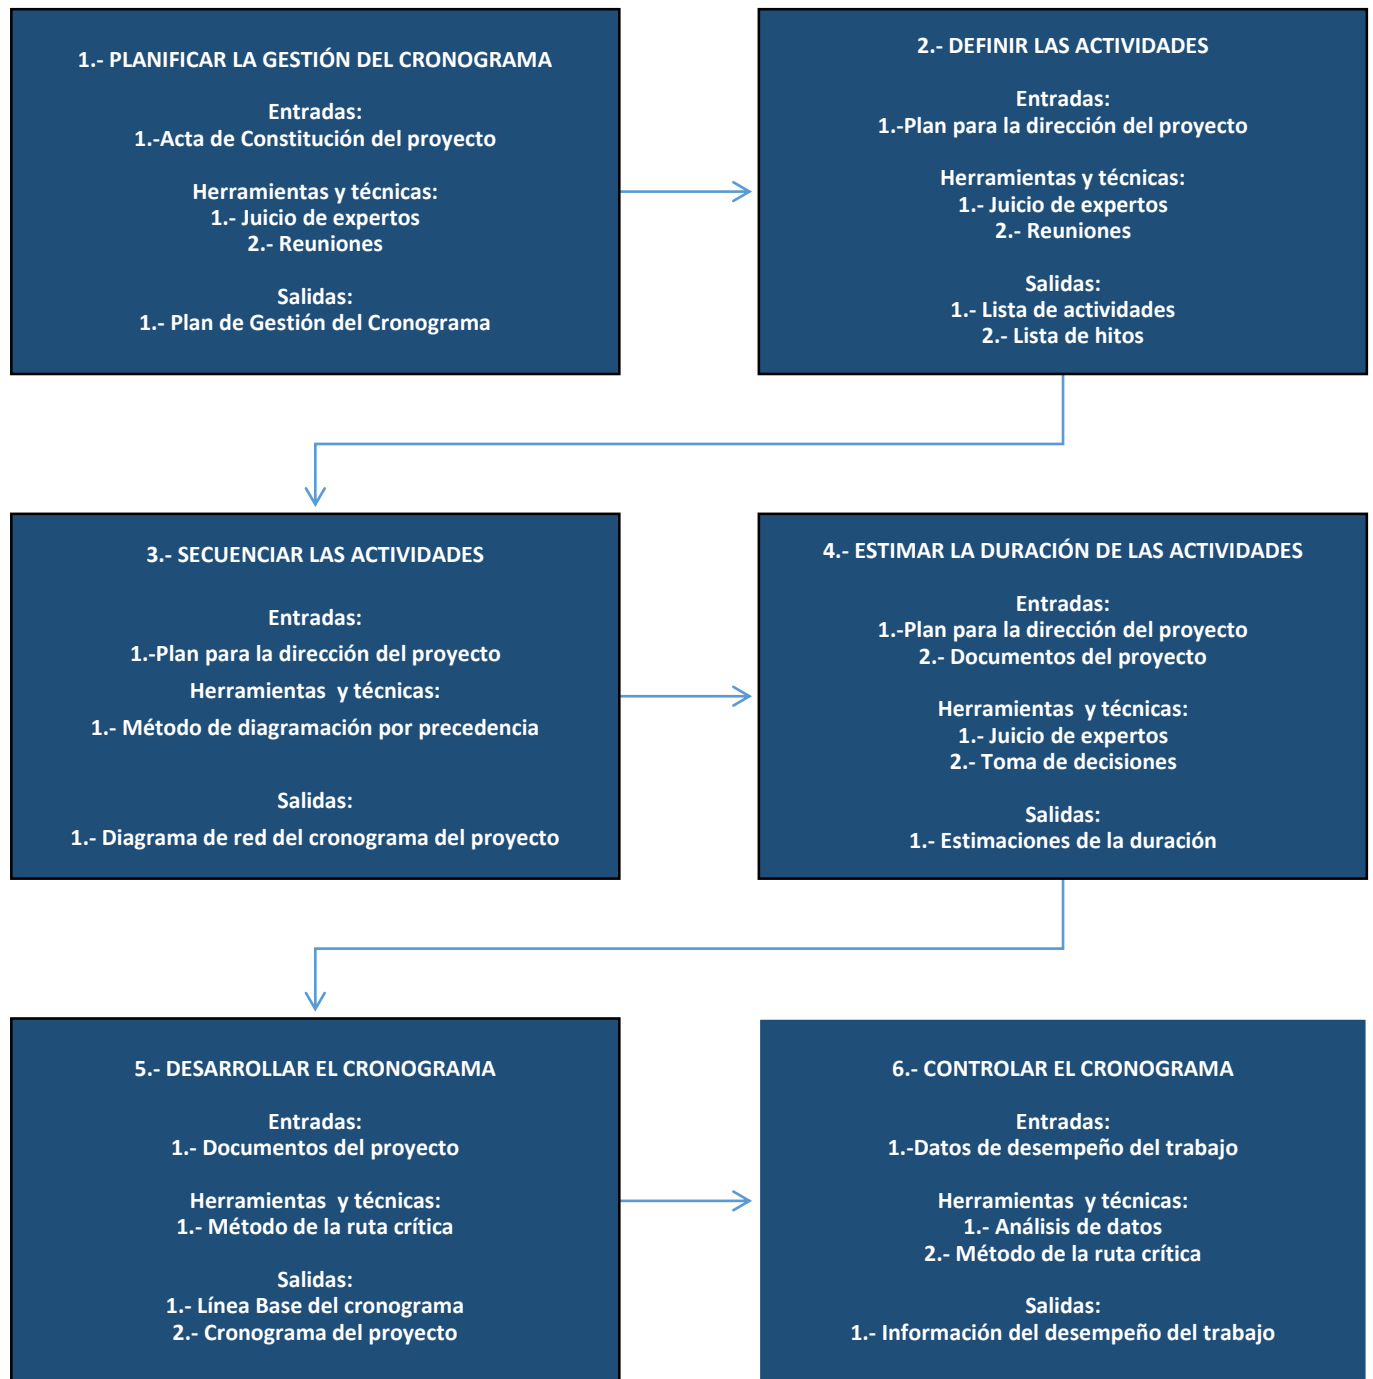 1.- PLANIFICAR LA GESTIÓN DEL CRONOGRAMA
Entradas:
1.-Acta de Constitución del proyecto
Herramientas y técnicas:
1.- Juicio de expertos
2.- Reuniones
Salidas:
1.- Plan de Gestión del Cronograma
2.- DEFINIR LAS ACTIVIDADES
Entradas:
1.-Plan para la dirección del proyecto
Herramientas y técnicas:
1.- Juicio de expertos
2.- Reuniones
Salidas:
1.- Lista de actividades
2.- Lista de hitos
3.- SECUENCIAR LAS ACTIVIDADES
Entradas:
1.-Plan para la dirección del proyecto
Herramientas y técnicas:
1.- Método de diagramación por precedencia
Salidas:
1.- Diagrama de red del cronograma del proyecto
4.- ESTIMAR LA DURACIÓN DE LAS ACTIVIDADES
Entradas:
1.-Plan para la dirección del proyecto
2.- Documentos del proyecto
Herramientas y técnicas:
1.- Juicio de expertos
2.- Toma de decisiones
Salidas:
1.- Estimaciones de la duración
5.- DESARROLLAR EL CRONOGRAMA
Entradas:
1.- Documentos del proyecto
Herramientas y técnicas:
1.- Método de la ruta crítica
Salidas:
1.- Línea Base del cronograma
2.- Cronograma del proyecto
6.- CONTROLAR EL CRONOGRAMA
Entradas:
1.-Datos de desempeño del trabajo
Herramientas y técnicas:
1.- Análisis de datos
2.- Método de la ruta crítica
Salidas:
1.- Información del desempeño del trabajo